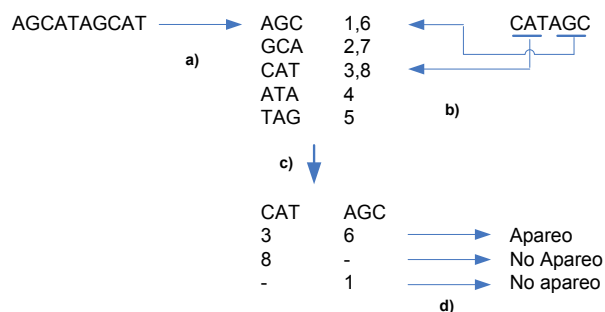 AGCATAGCAT AGC 1,6 CATAGC
GCA 2,7
a)
CAT 3,8
ATA 4
b)
TAG 5
c)
CAT AGC
3 6 Apareo
8 - No Apareo
- 1 No apareo
d)